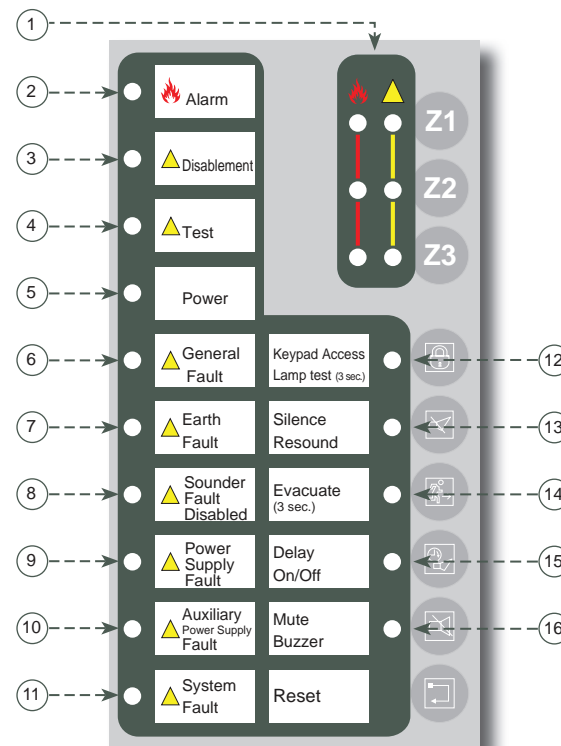 1
2
Alarm
Z1
3
Disablement
Z2
4
Test
Z3
5
Power
6
General
Fault
Keypad Access
Lamp test (3 sec.)
12
7
Earth
Fault
Silence
Resound
13
8
Sounder
Fault
Disabled
Evacuate
(3 sec.)
14
9
Power
Supply
Fault
Delay
On/Off
15
10
Auxiliary
Power Supply
Fault
Mute
Buzzer
16
11
System
Fault
Reset